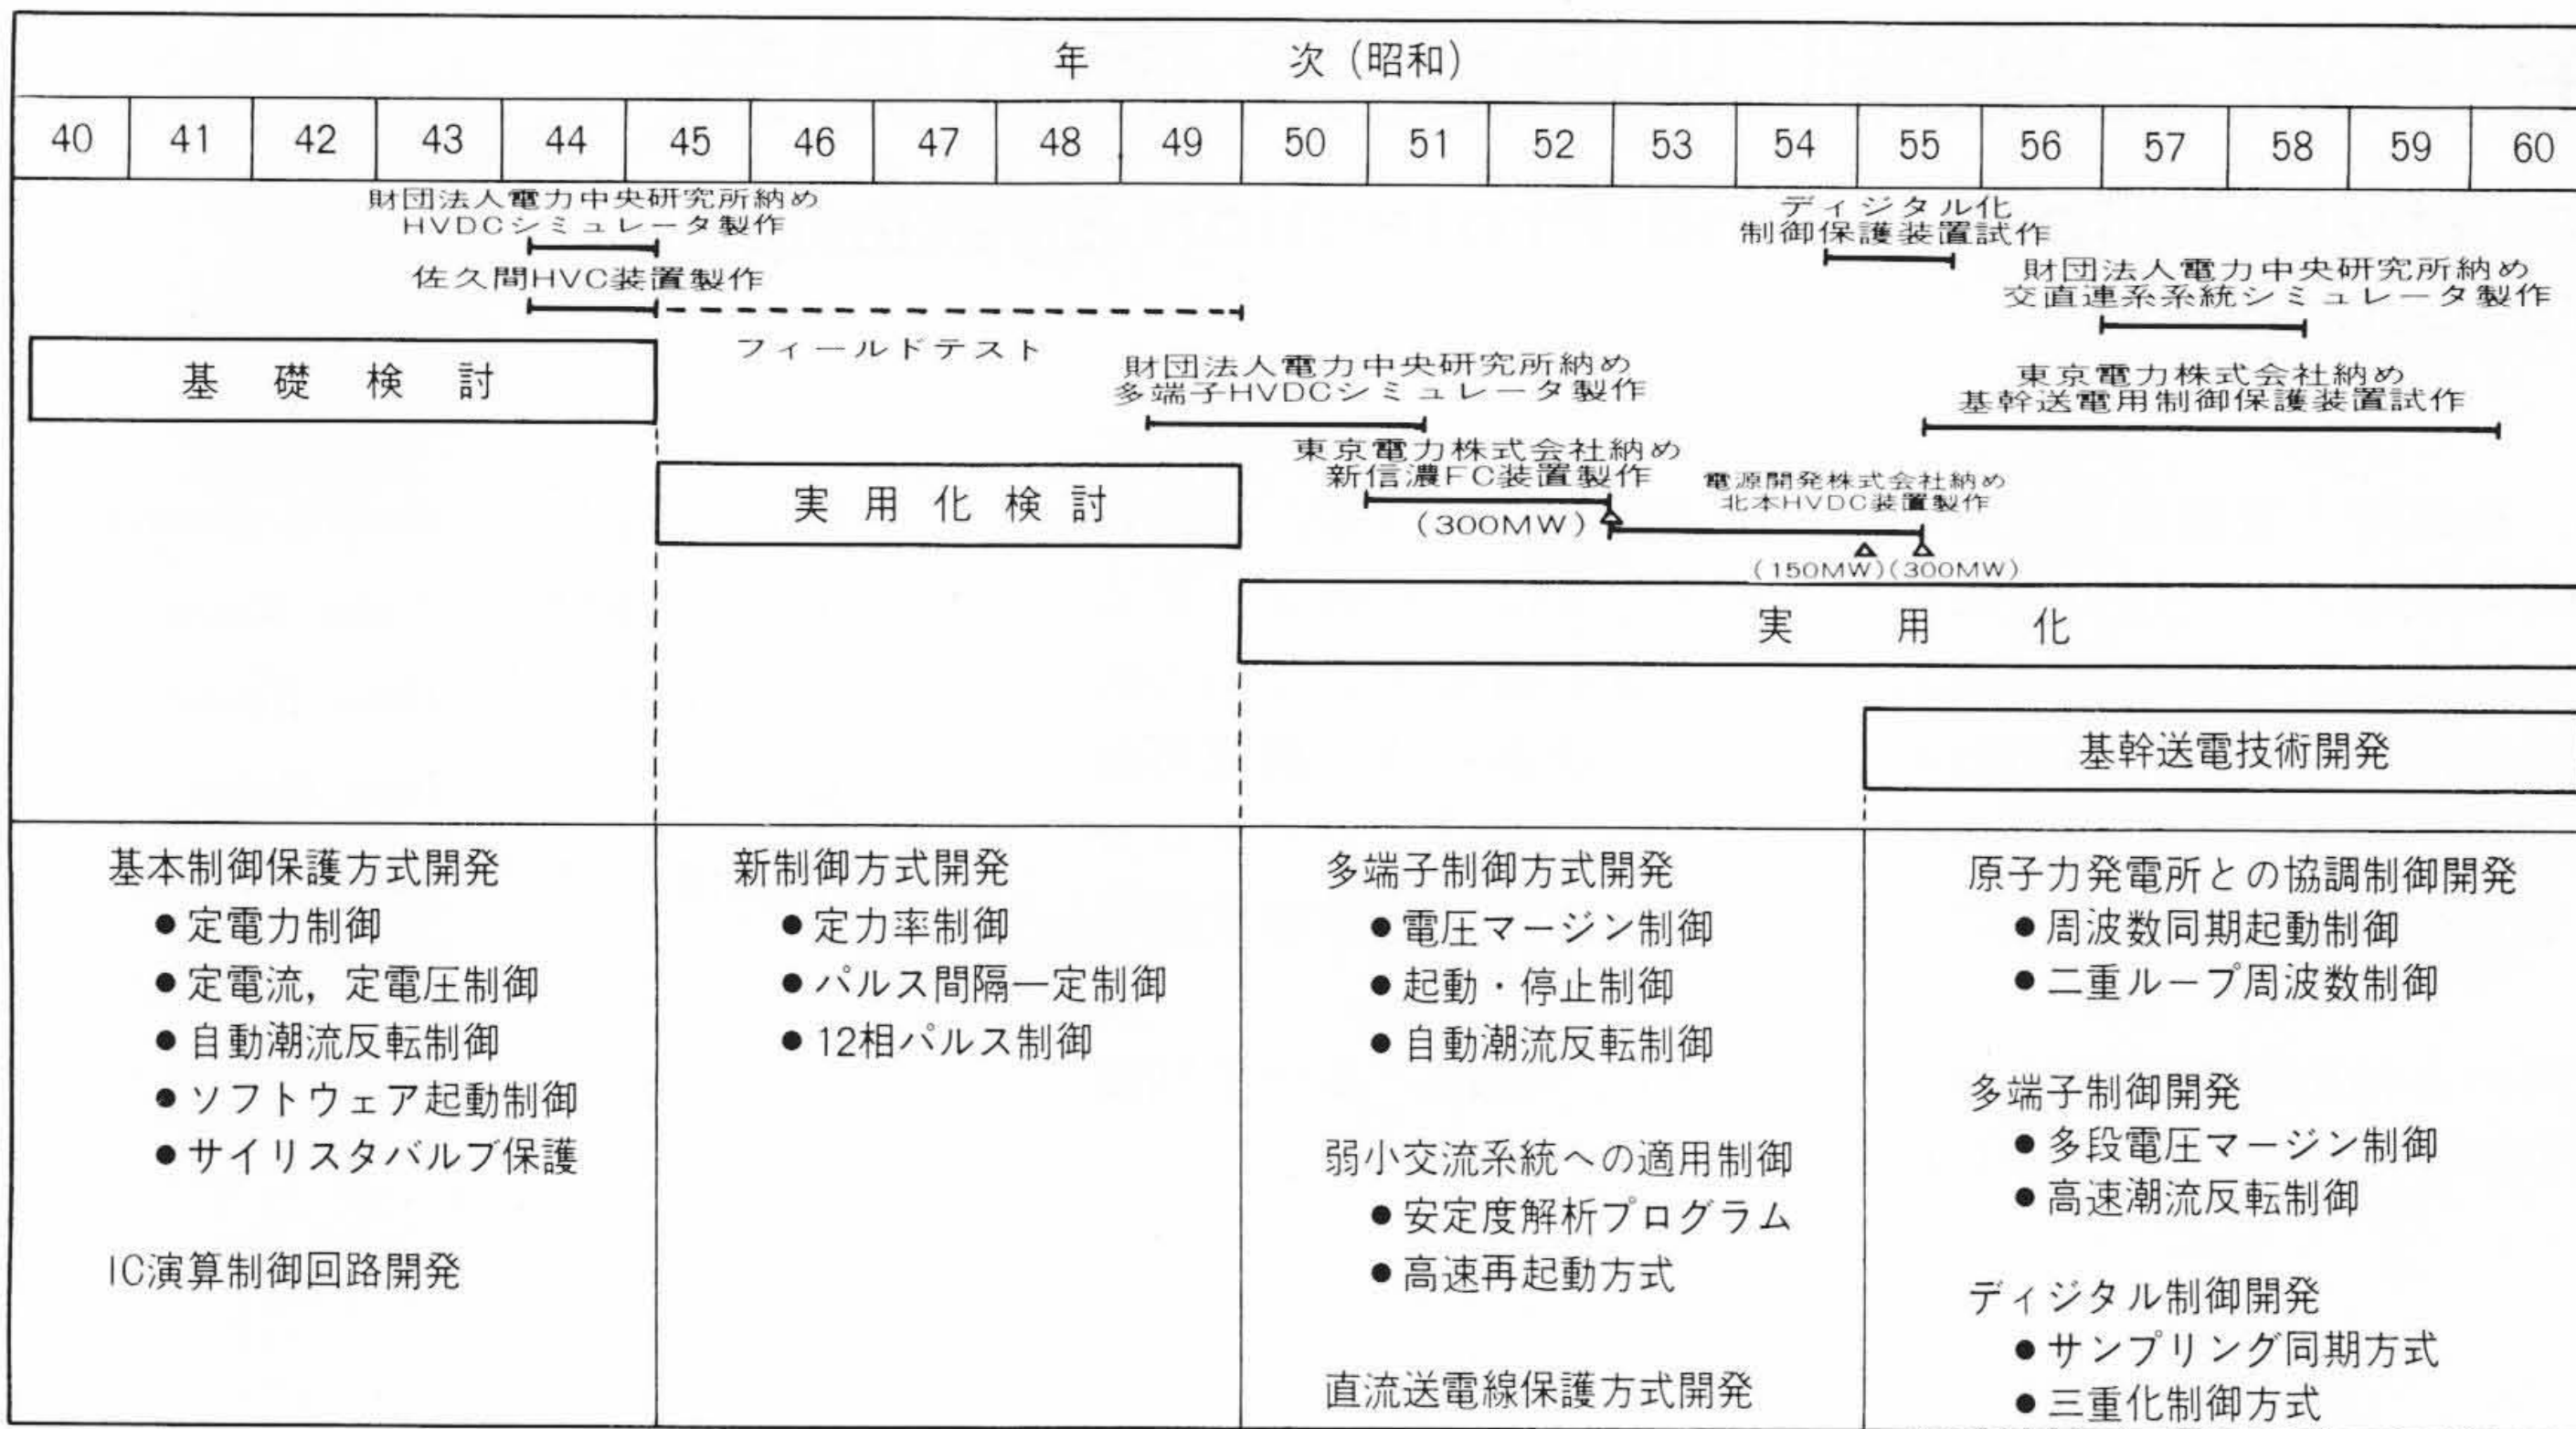 年 次（昭和）
40 41 42 43 44 45 46 47 48 49 50 51 52 53 54 55 56 57 58 59 60
財団法人電力中央研究所納め
HVDCシミュレータ製作
佐久間HVC装置製作
フィールドテスト
基礎検討
ディジタル化
制御保護装置試作
財団法人電力中央研究所納め
交直連系系統シミュレータ製作
財団法人電力中央研究所納め
多端子HVDCシミュレータ製作
東京電力株式会社納め
基幹送電用制御保護装置試作
東京電力株式会社納め
新信濃FC装置製作
(300MW)
電源開発株式会社納め
北本HVDC装置製作
(150MW)(300MW)
実用化検討
実用化
基幹送電技術開発
基本制御保護方式開発
●定電力制御
●定電流，定電圧制御
●自動潮流反転制御
●ソフトウェア起動制御
●サイリスタバルブ保護
IC演算制御回路開発
新制御方式開発
●定力率制御
●パルス間隔一定制御
●12相パルス制御
多端子制御方式開発
●電圧マージン制御
●起動・停止制御
●自動潮流反転制御
弱小交流系統への適用制御
●安定度解析プログラム
●高速再起動方式
直流送電線保護方式開発
原子力発電所との協調制御開発
●周波数同期起動制御
●二重ループ周波数制御
多端子制御開発
●多段電圧マージン制御
●高速潮流反転制御
ディジタル制御開発
●サンプリング同期方式
●三重化制御方式